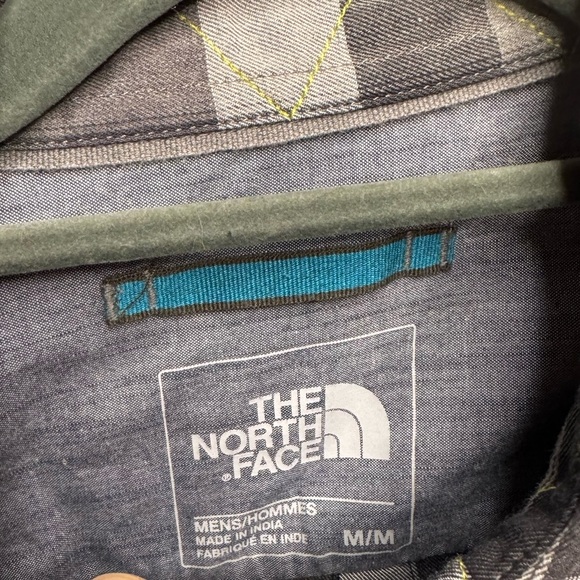 THE
NORTH
®FACE
MENS/HOMMES
MADE IN INDIA
FABRIQUÉ EN INDE M/M